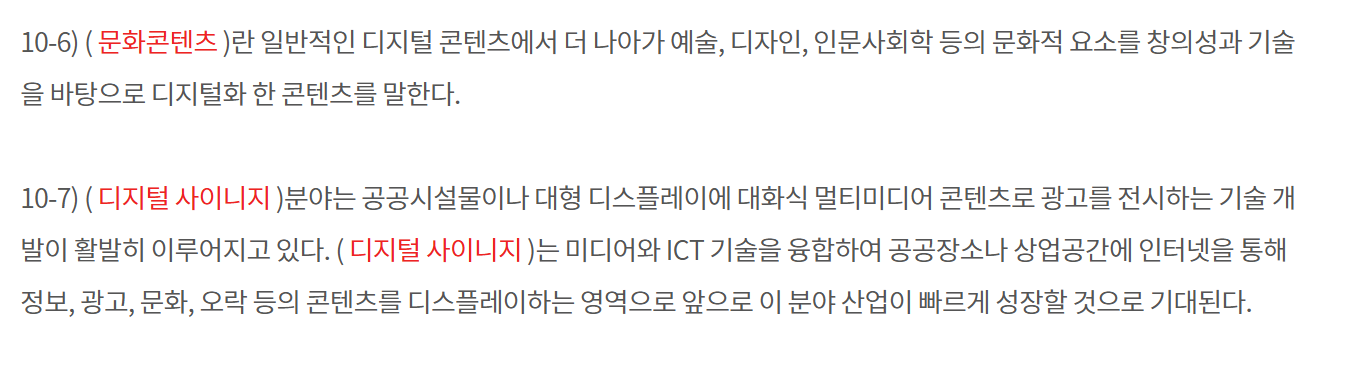 10-6) ( 문화콘텐츠 )란 일반적인 디지털 콘텐츠에서 더 나아가 예술, 디자인, 인문사회학 등의 문화적 요소를 창의성과 기술
을 바탕으로 디지털화 한 콘텐츠를 말한다.
10-7) ( 디지털 사이니지 )분야는 공공시설물이나 대형 디스플레이에 대화식 멀티미디어 콘텐츠로 광고를 전시하는 기술 개
발이 활발히 이루어지고 있다. ( 디지털 사이니지 )는 미디어와 ICT 기술을 융합하여 공공장소나 상업공간에 인터넷을 통해
정보, 광고, 문화, 오락 등의 콘텐츠를 디스플레이하는 영역으로 앞으로 이 분야 산업이 빠르게 성장할 것으로 기대된다.